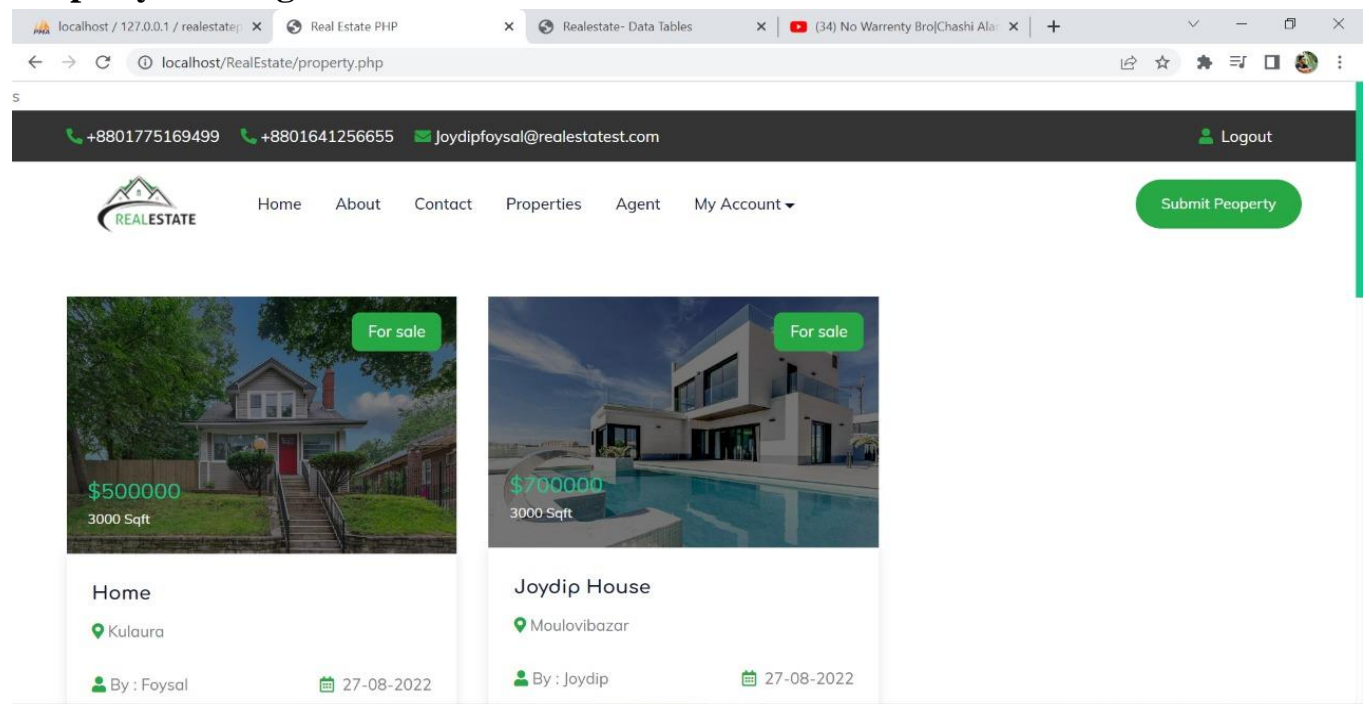 localhost / 127.0.0.1 / realestatep
Real Estate PHP
Realestate- Data Tables
(34) No Warrenty Bro|Chashi Ala
localhost/RealEstate/property.php
s
+8801775169499 +8801641256655 Joydipfoysal@realestatest.com Logout
REALESTATE
Home About Contact Properties Agent My Account
Submit Peoperty
For sale
For sale
$500000
3000 Sqft
$700000
3000 Sqft
Home
Kulaura
By : Foysal 27-08-2022
Joydip House
Moulovibazar
By : Joydip 27-08-2022